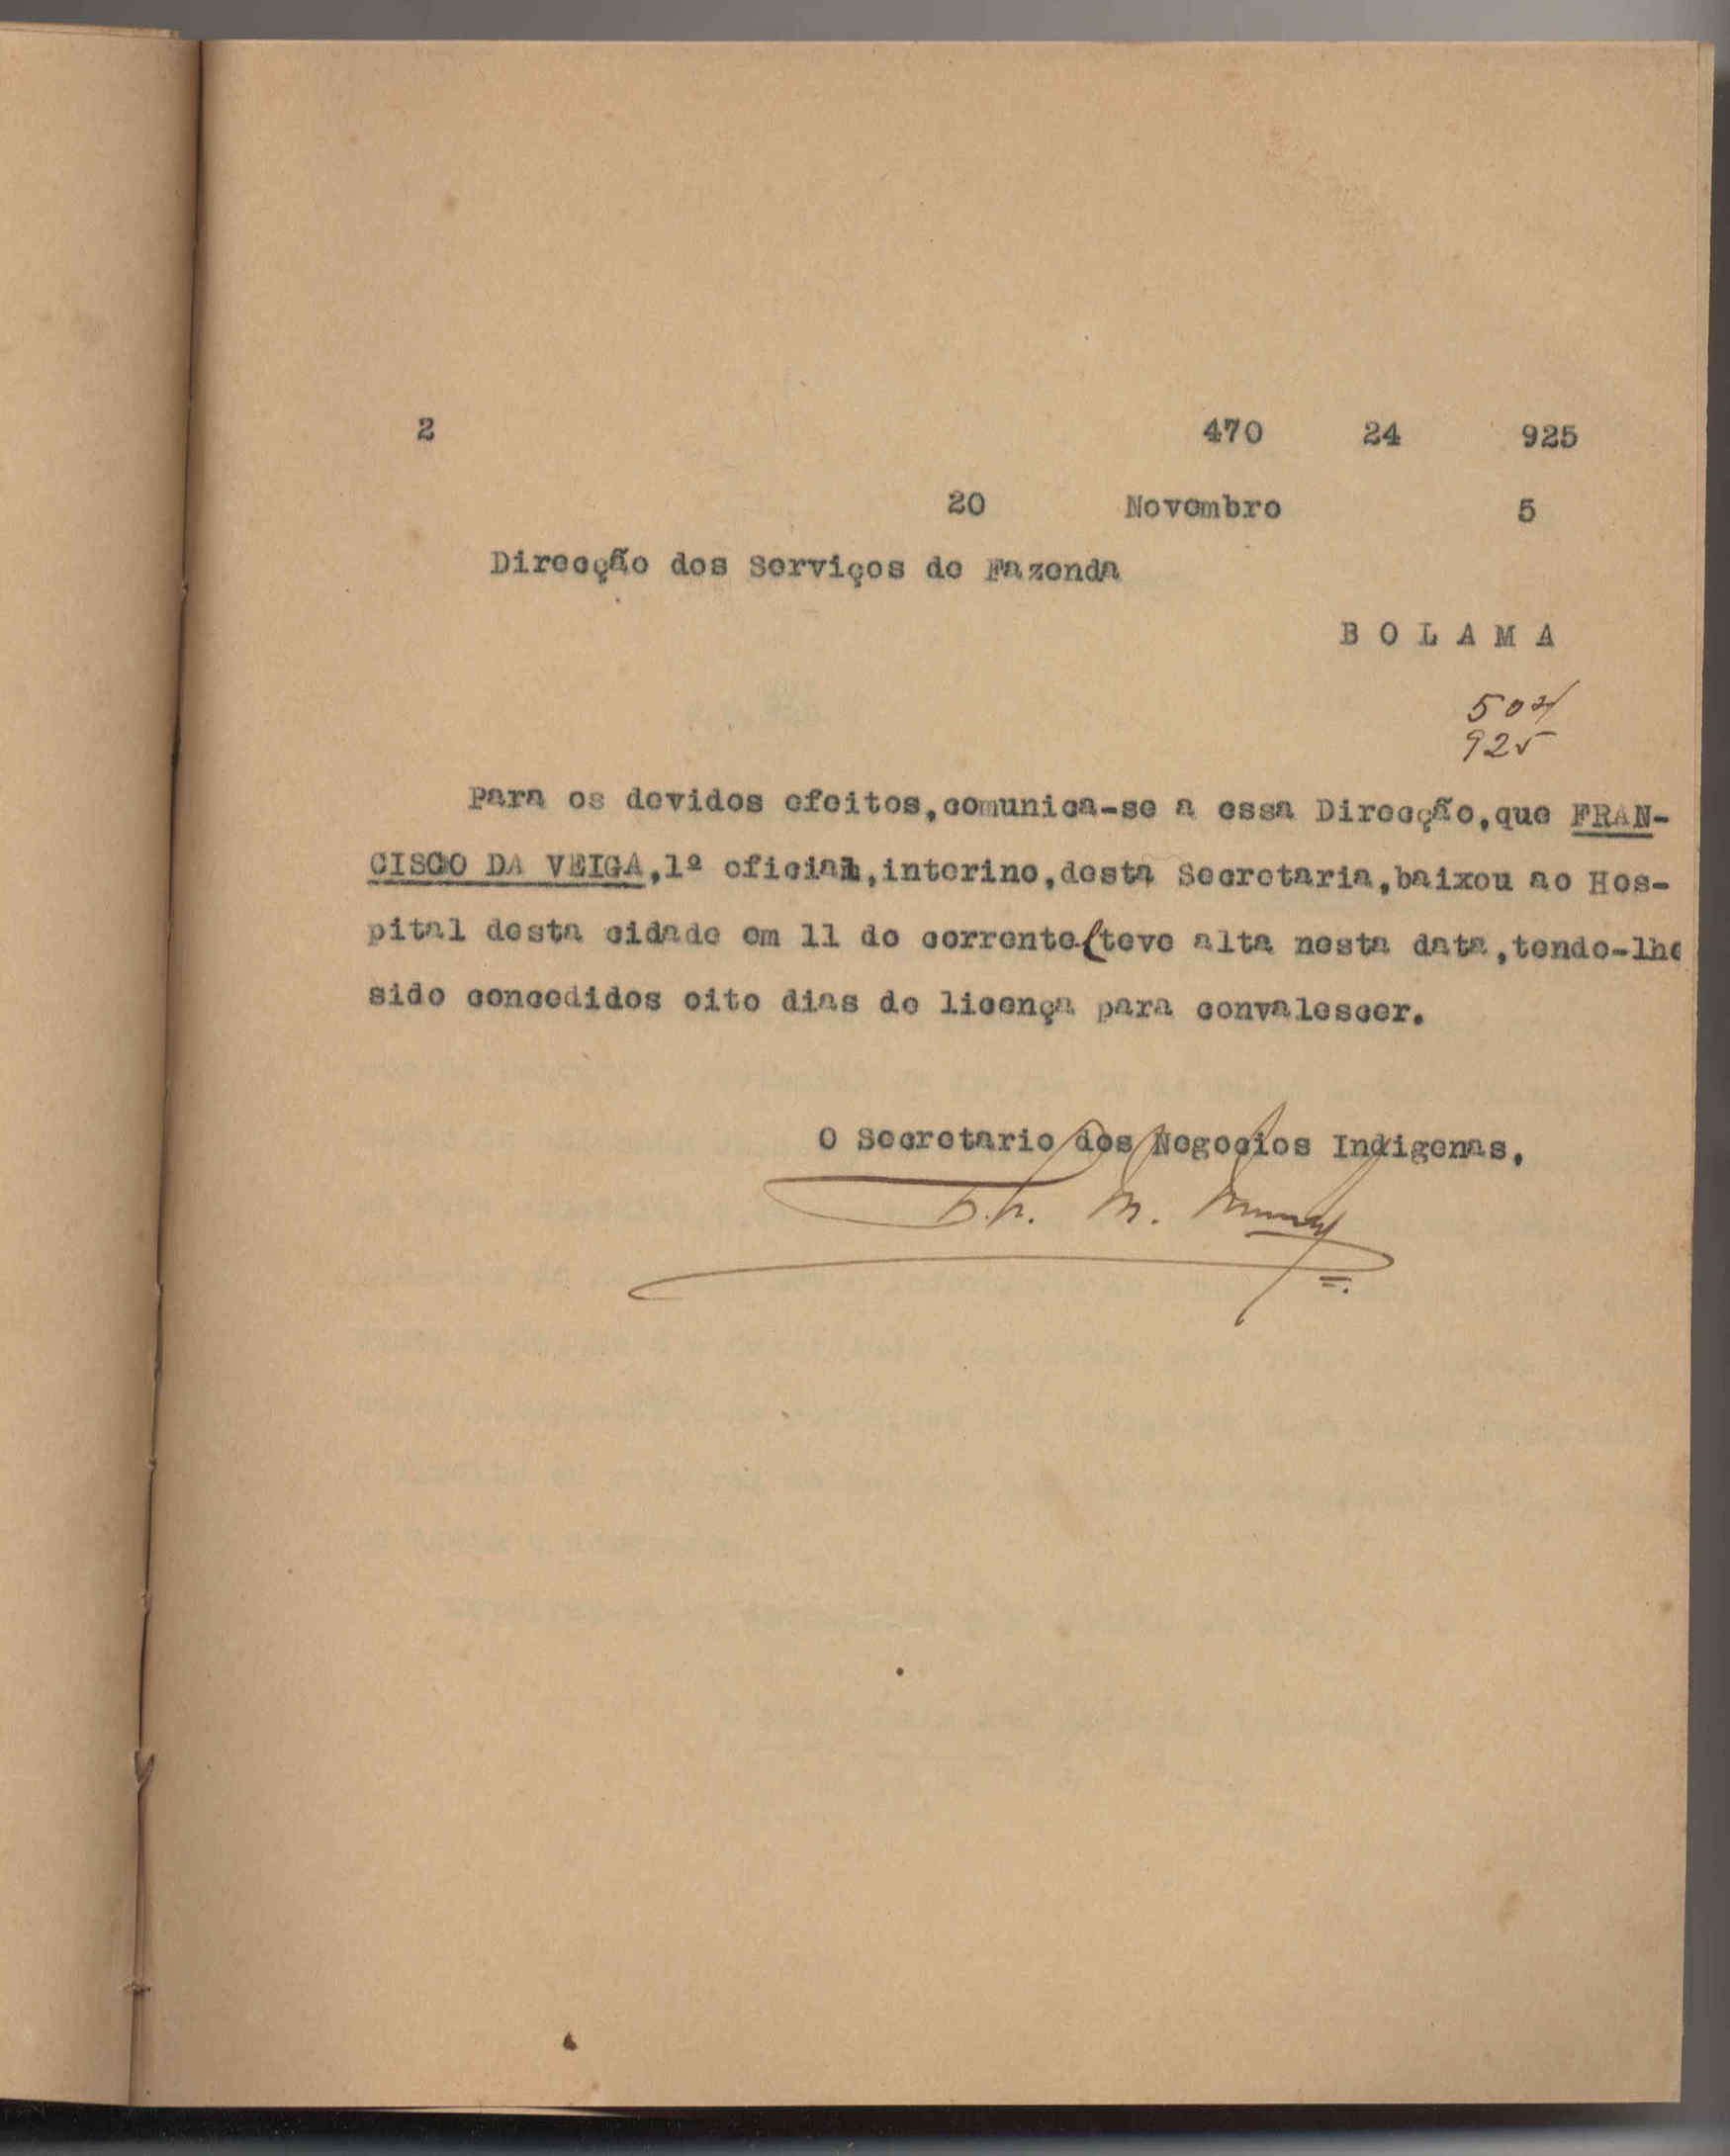 2 470 24 925
20 Novembro 5
Direcção dos Serviços de Fazenda
B O L A M A
925
Para os devidos efeitos,comunica-se a essa Direcção,que FRAN-
CISCO DA VEIGA,1º oficial,interino,desta Secretaria,baixou ao Hos-
pital desta cidade em 11 do corrente(teve alta nesta data,tendo-lhe
sido concedidos oito dias de licença para convalescer.
O Secretario dos Negocios Indigenas.